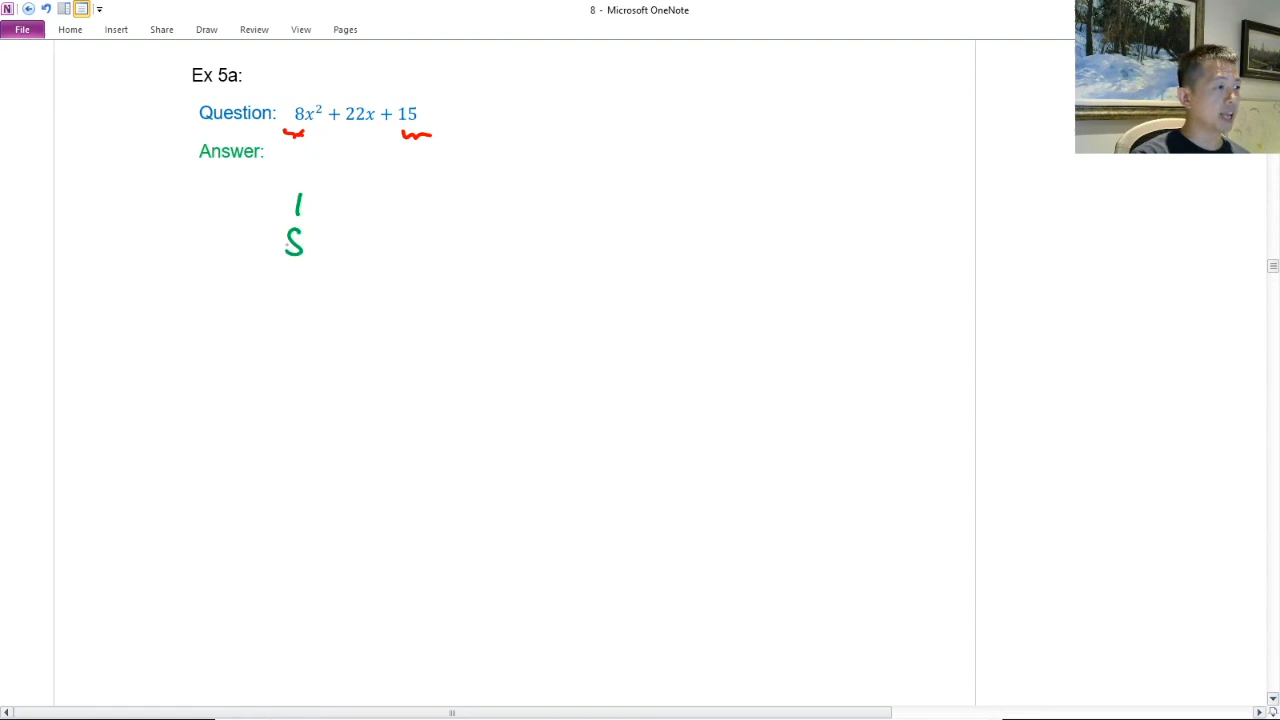 8 - Microsoft OneNote
File Home Insert Share Draw Review View Pages
Ex 5a:
Question: 8x² + 22x + 15
Answer:
1